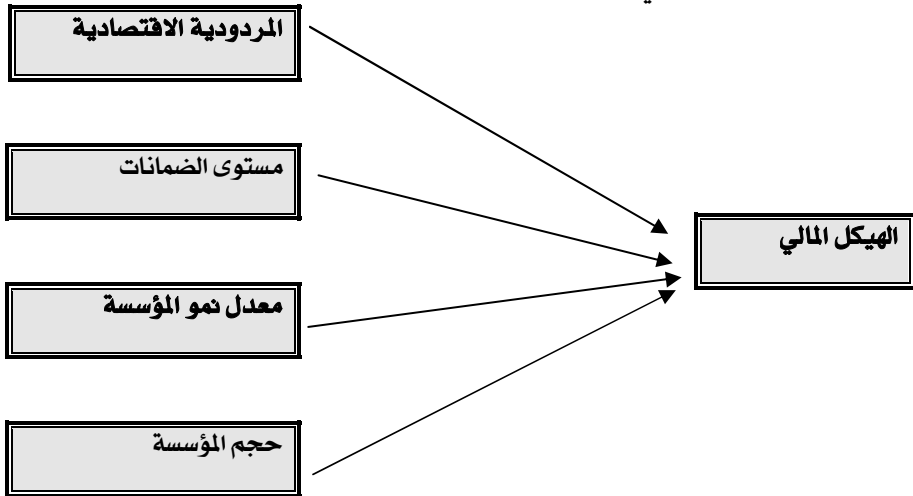 المردودية الاقتصادية
مستوى الضمانات
الهيكل المالي
معدل نمو المؤسسة
حجم المؤسسة